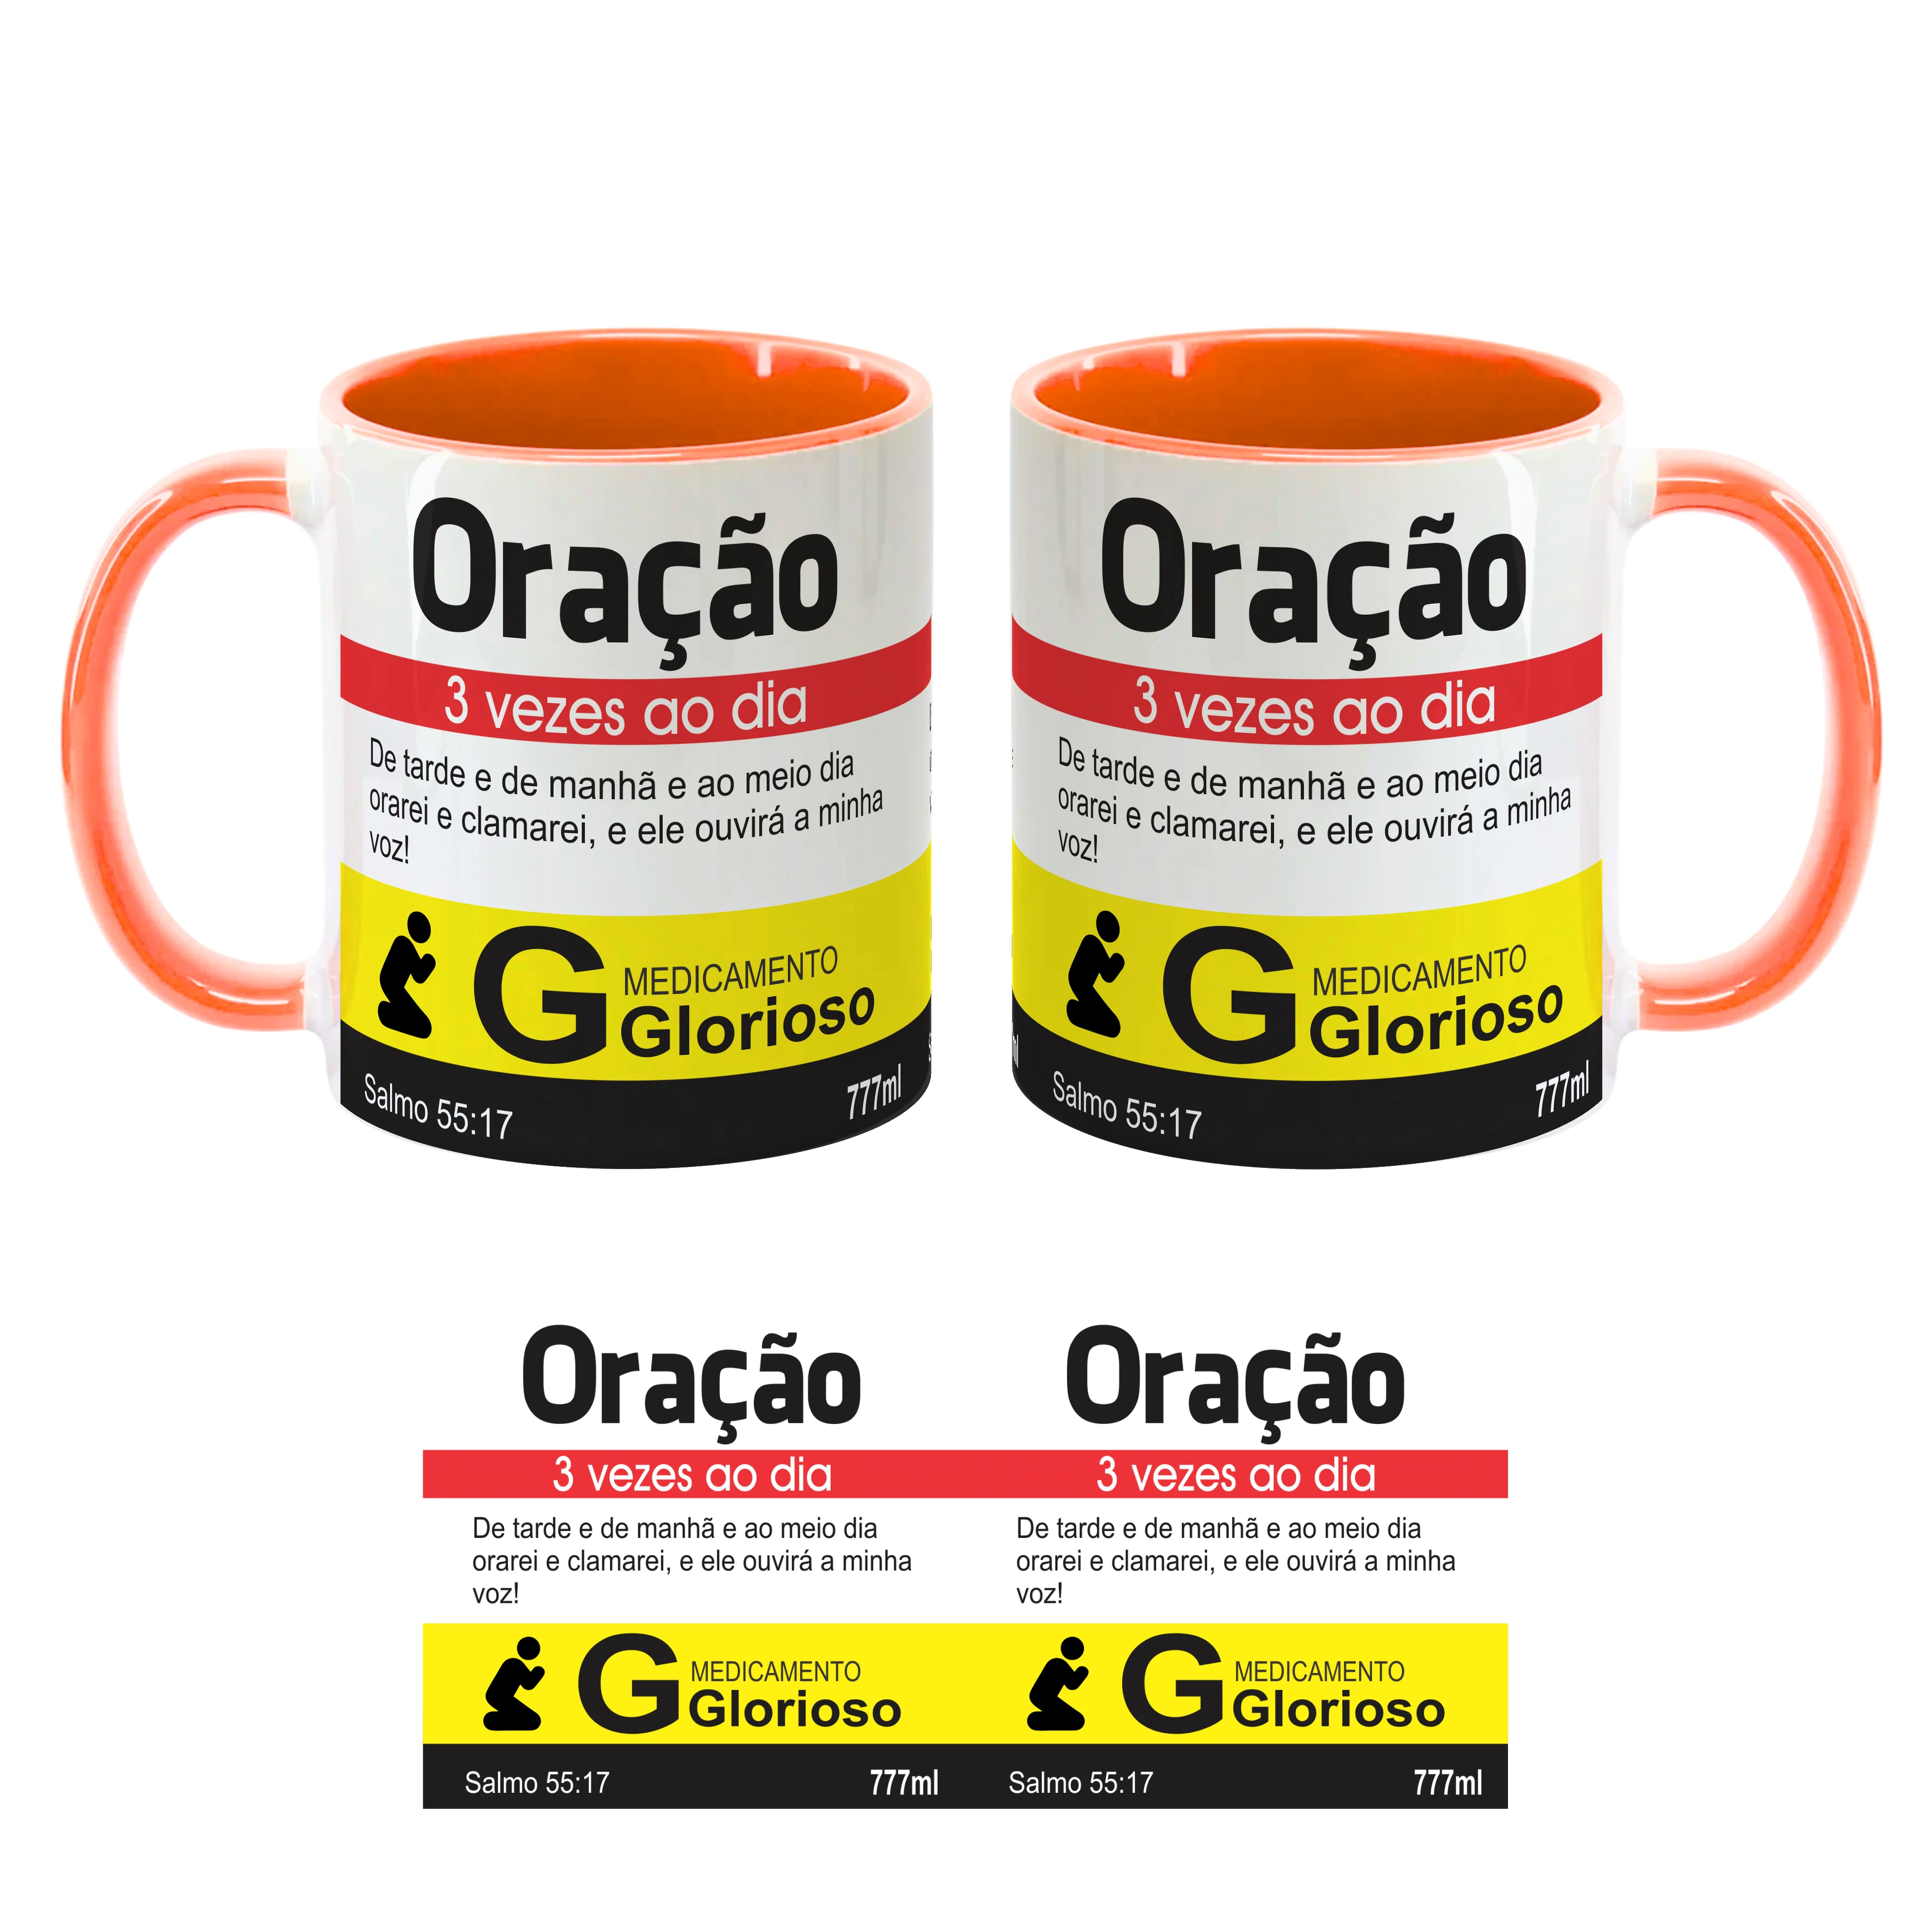 Oração
3 vezes ao dia
De tarde e de manhã e ao meio dia
orarei e clamarei, e ele ouvirá a minha
voz!
G MEDICAMENTO
Glorioso
Salmo 55:17 777ml
Oração
3 vezes ao dia
De tarde e de manhã e ao meio dia
orarei e clamarei, e ele ouvirá a minha
voz!
G MEDICAMENTO
Glorioso
Salmo 55:17 777ml
Oração
3 vezes ao dia
De tarde e de manhã e ao meio dia
orarei e clamarei, e ele ouvirá a minha
voz!
G MEDICAMENTO
Glorioso
Salmo 55:17 777ml
Oração
3 vezes ao dia
De tarde e de manhã e ao meio dia
orarei e clamarei, e ele ouvirá a minha
voz!
G MEDICAMENTO
Glorioso
Salmo 55:17 777ml